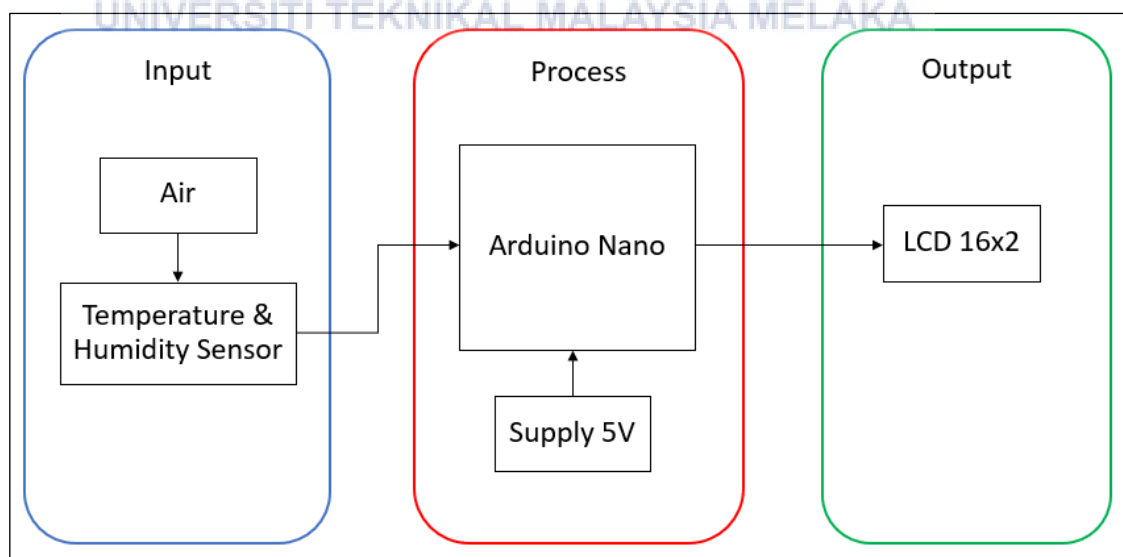 UNIVERSITI TEKNIKAL MALAYSIA MELAKA
Input
Air
Temperature &
Humidity Sensor
Process
Arduino Nano
Supply 5V
Output
LCD 16x2